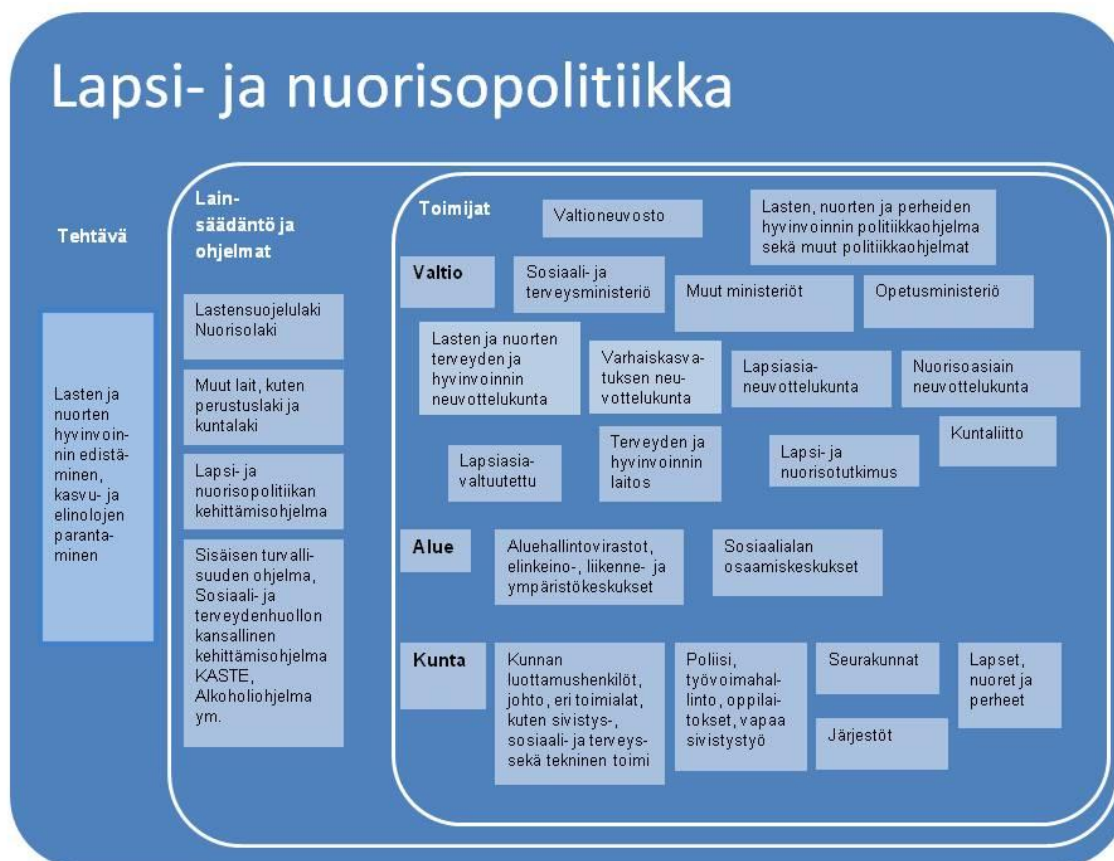 Lapsi- ja nuorisopolitiikka
Tehtävä
Lasten ja
nuorten
hyvinvoin-
nin edistä-
minen,
kasvu- ja
elinolojen
paranta-
minen
Lain-
säädäntö ja
ohjelmat
Lastensuojelulaki
Nuorisolaki
Muut lait, kuten
perustuslaki ja
kuntalaki
Lapsi- ja
nuorisopolitiikan
kehittämisohjelma
Sisäisen turvalli-
suuden ohjelma,
Sosiaali- ja
terveydenhuollon
kansallinen
kehittämisohjelma
KASTE,
Alkoholiohjelma
ym.
Toimijat
Valtioneuvosto
Lasten, nuorten ja perheiden
hyvinvoinnin politiikkaohjelma
sekä muut politiikkaohjelmat
Valtio
Sosiaali- ja
terveysministeriö
Muut ministeriöt
Opetusministeriö
Lasten ja nuorten
terveyden ja
hyvinvoinnin
neuvottelukunta
Varhaiskasva-
tuksen neu-
vottelukunta
Lapsiasia-
neuvottelukunta
Nuorisoasiain
neuvottelukunta
Lapsiasia-
valtuutettu
Terveyden ja
hyvinvoinnin
laitos
Lapsi- ja
nuorisotutkimus
Kuntaliitto
Alue
Aluehallintovirastot,
elinkeino-, liikenne- ja
ympäristökeskukset
Sosiaalialan
osaamiskeskukset
Kunta
Kunnan
luottamushenkilöt,
johto, eri toimialat,
kuten sivistys-,
sosiaali- ja terveys-
sekä tekninen toimi
Poliisi,
työvoimahal-
linto, oppilai-
tokset, vapaa
sivistystyö
Seurakunnat
Järjestöt
Lapset,
nuoret ja
perheet